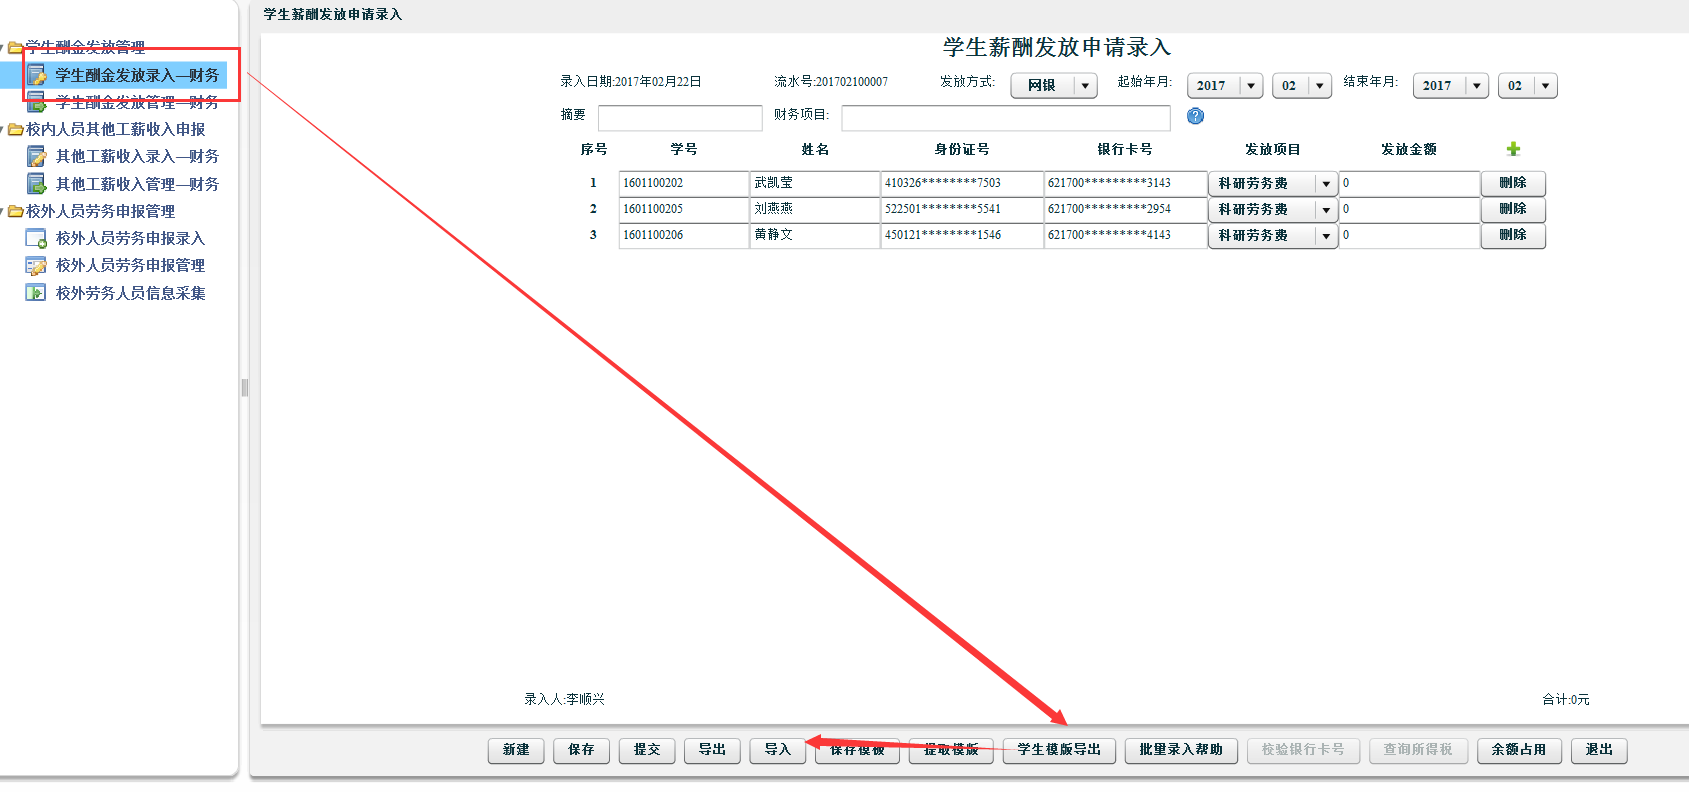 学生薪酬发放申请录入
学生酬金发放管理
学生酬金发放录入—财务
学生酬金发放管理—财务
校内人员其他工薪收入申报
其他工薪收入录入—财务
其他工薪收入管理—财务
校外人员劳务申报管理
校外人员劳务申报录入
校外人员劳务申报管理
校外劳务人员信息采集
学生薪酬发放申请录入
录入日期:2017年02月22日 流水号:201702100007 发放方式: 网银 起始年月: 2017 02 结束年月: 2017 02
摘要 财务项目:
序号 学号 姓名 身份证号 银行卡号 发放项目 发放金额
1 1601100202 武凯莹 410326********7503 621700*********3143 科研劳务费 0 删除
2 1601100205 刘燕燕 522501********5541 621700*********2954 科研劳务费 0 删除
3 1601100206 黄静文 450121********1546 621700*********4143 科研劳务费 0 删除
录入人:李顺兴 合计:0元
新建 保存 提交 导出 导入 保存模板 提取模版 学生模版导出 批里录入帮助 校验银行卡号 查询所得税 余额占用 退出